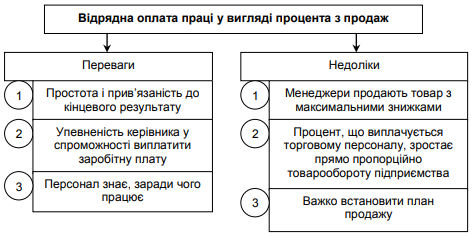 Відрядна оплата праці у вигляді процента з продаж
Переваги
1
Простота і прив'язаність до
кінцевого результату
2
Упевненість керівника у
спроможності виплатити
заробітну плату
3
Персонал знає, заради чого
працює
Недоліки
1
Менеджери продають товар з
максимальними знижками
2
Процент, що виплачується
торговому персоналу, зростає
прямо пропорційно
товарообороту підприємства
3
Важко встановити план
продажу